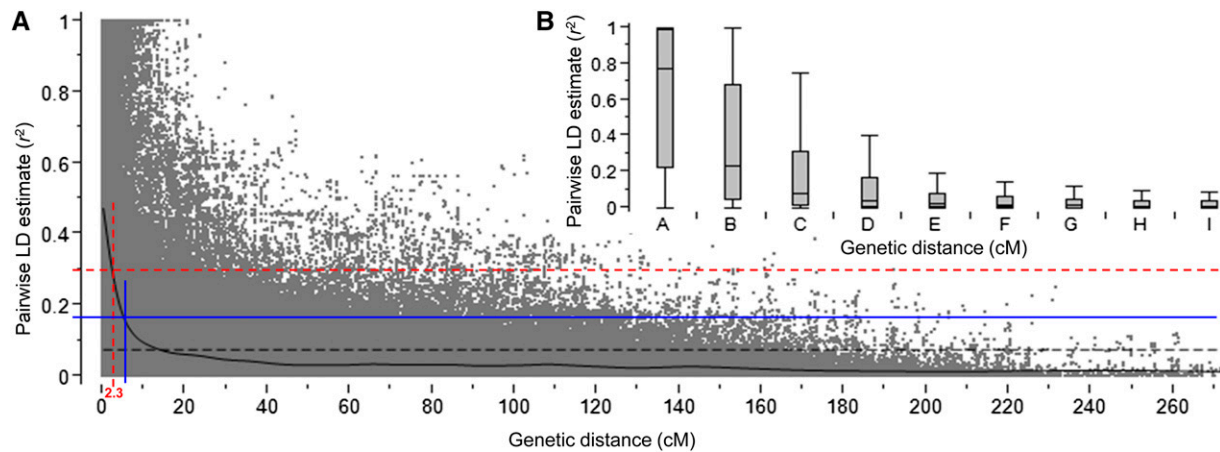 A
Pairwise LD estimate (r²)
1
0.8
0.6
0.4
0.2
0
0 20 40 60 80 100 120 140 160 180 200 220 240 260
2.3
Genetic distance (cM)
B
Pairwise LD estimate (r²)
1
0.8
0.6
0.4
0.2
0
A B C D E F G H I
Genetic distance (cM)